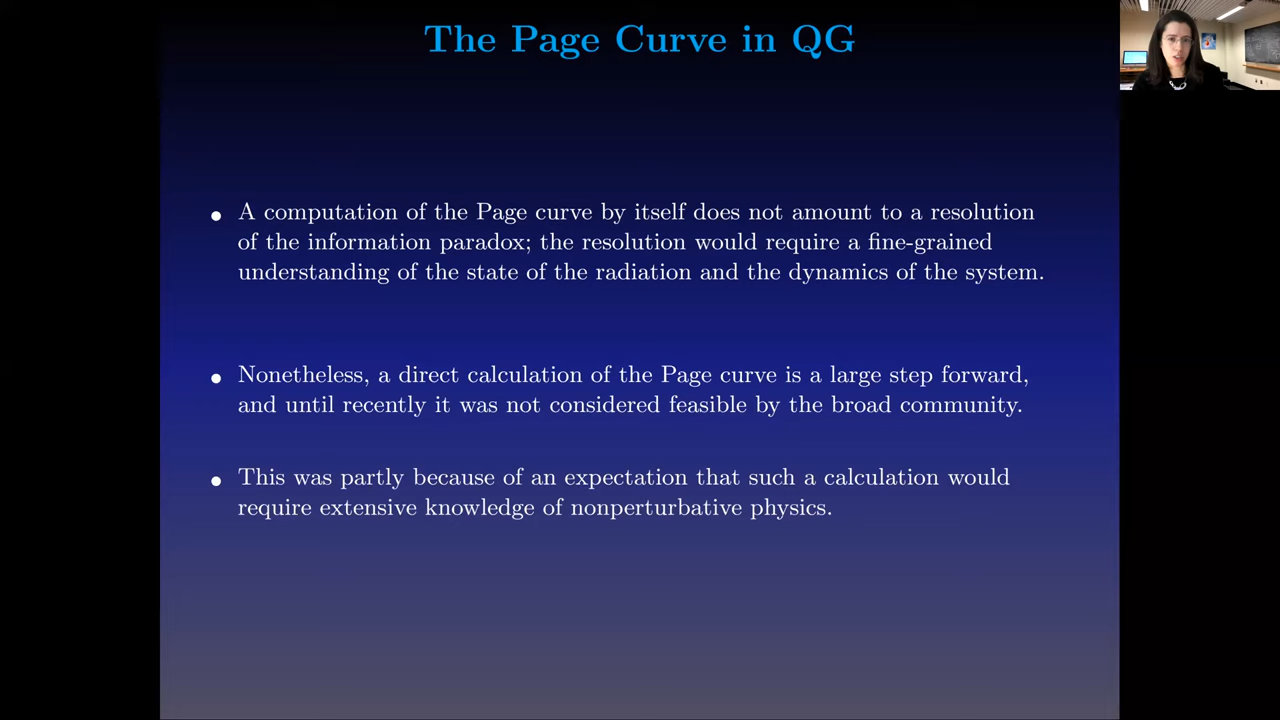 The Page Curve in QG
• A computation of the Page curve by itself does not amount to a resolution
of the information paradox; the resolution would require a fine-grained
understanding of the state of the radiation and the dynamics of the system.
• Nonetheless, a direct calculation of the Page curve is a large step forward,
and until recently it was not considered feasible by the broad community.
• This was partly because of an expectation that such a calculation would
require extensive knowledge of nonperturbative physics.